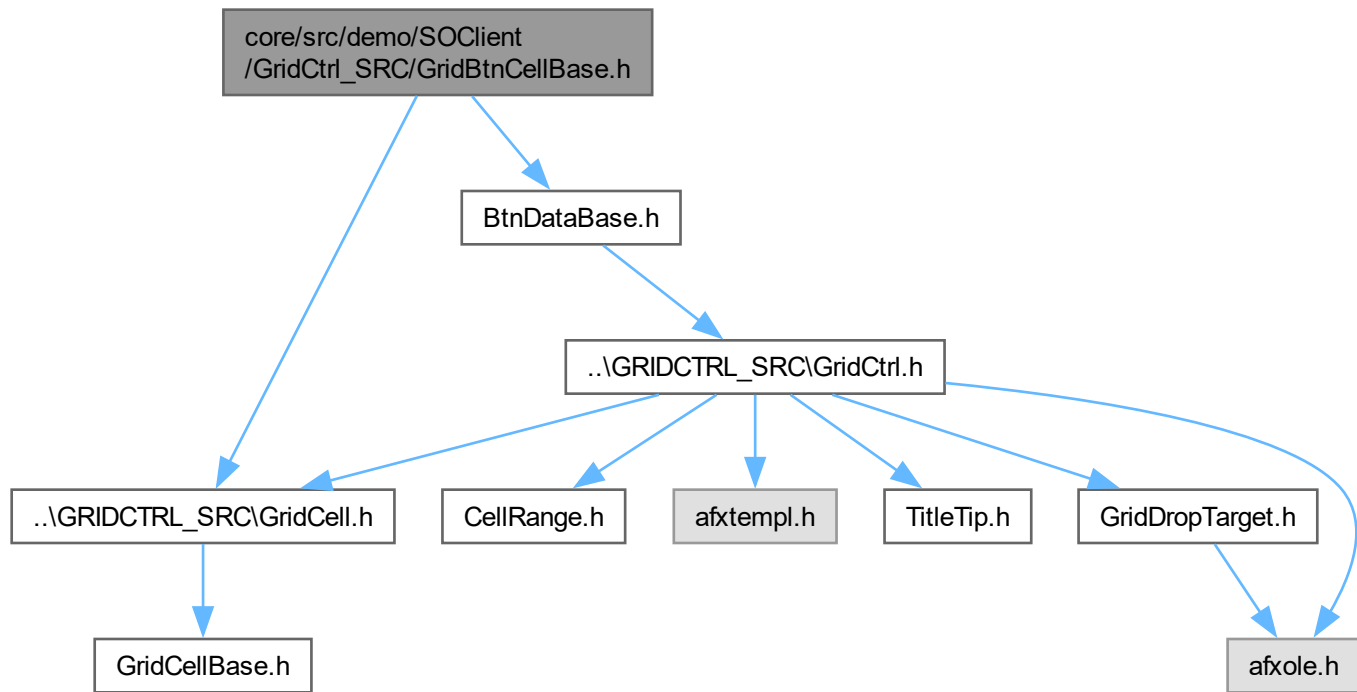 core/src/demo/SOClient
/GridCtrl_SRC/GridBtnCellBase.h
BtnDataBase.h
..\GRIDCTRL_SRC\GridCtrl.h
..\GRIDCTRL_SRC\GridCell.h
CellRange.h
afxtempl.h
TitleTip.h
GridDropTarget.h
GridCellBase.h
afxole.h